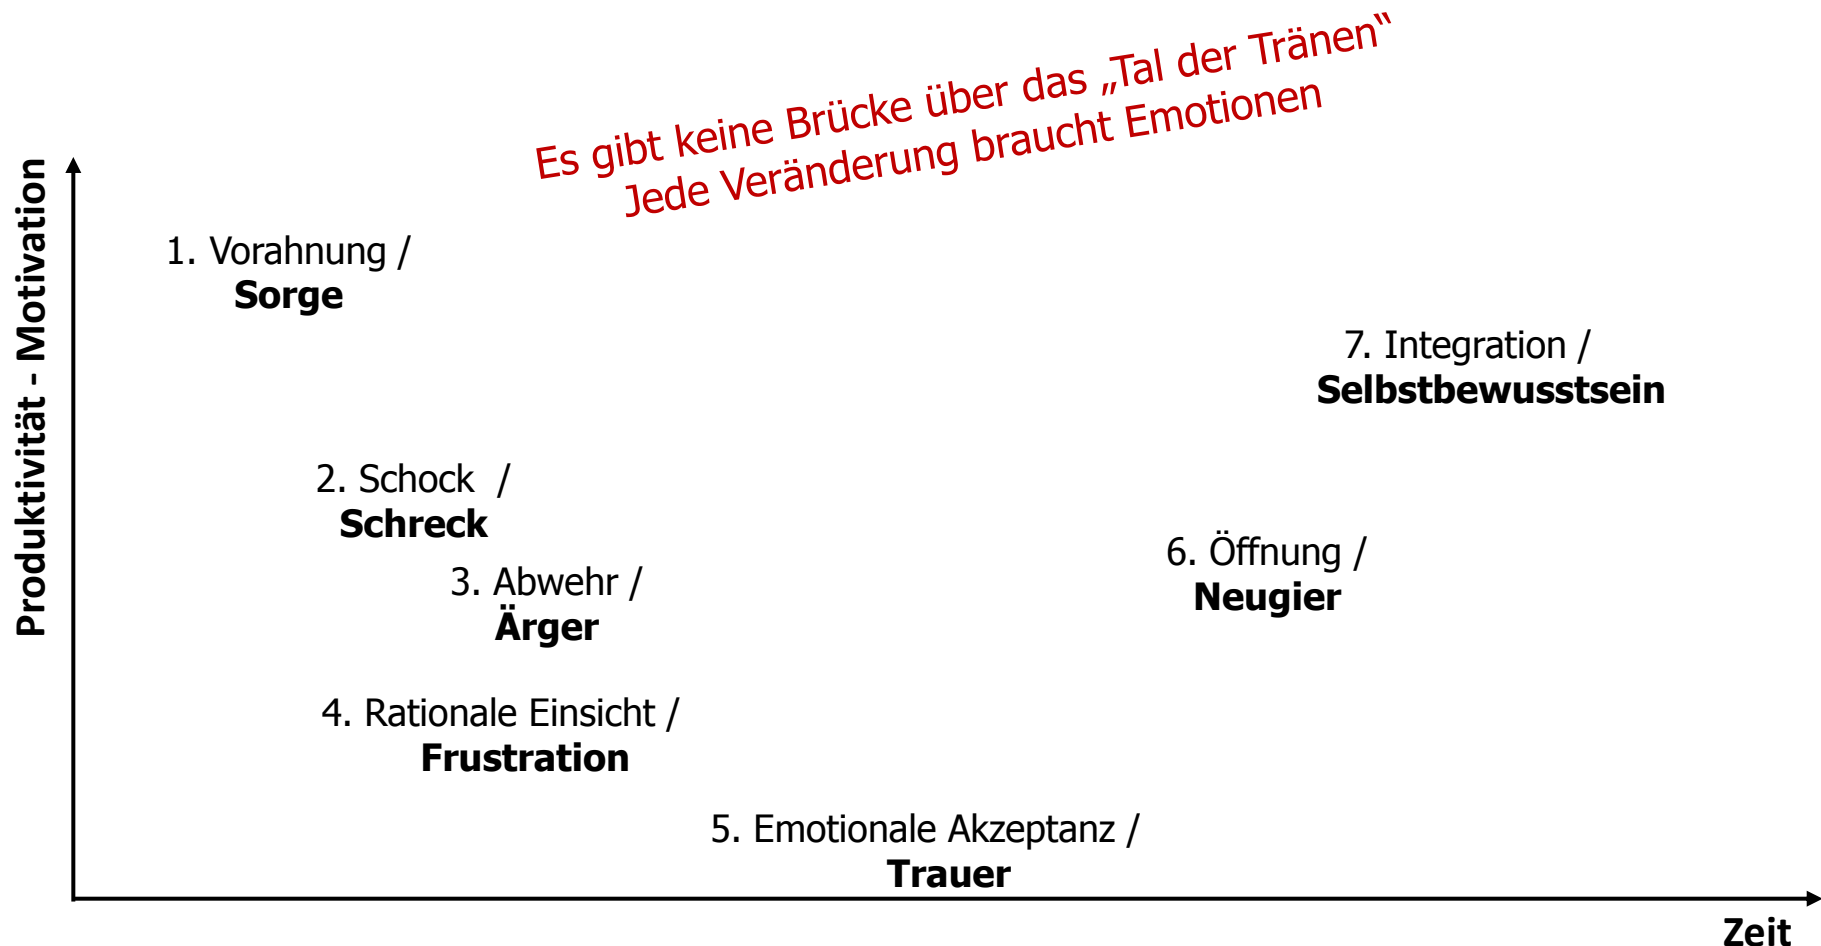 Es gibt keine Brücke über das „Tal der Tränen“
Jede Veränderung braucht Emotionen
Produktivität - Motivation
1. Vorahnung /
Sorge
7. Integration /
Selbstbewusstsein
2. Schock  /
Schreck
6. Öffnung /
Neugier
3. Abwehr /
Ärger
4. Rationale Einsicht /
Frustration
5. Emotionale Akzeptanz /
Trauer
Zeit